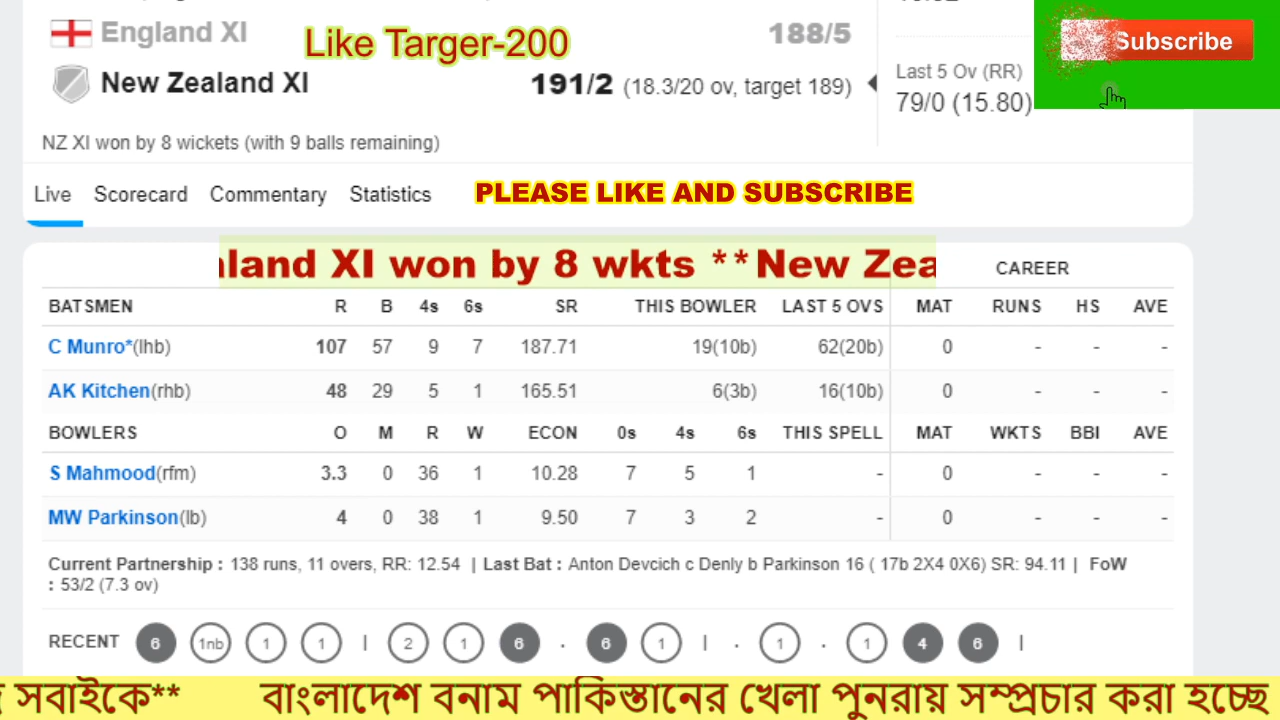 England XI 188/5
Like Targer-200
Subscribe
New Zealand XI 191/2 (18.3/20 ov, target 189)
Last 5 Ov (RR)
79/0 (15.80)
NZ XI won by 8 wickets (with 9 balls remaining)
Live Scorecard Commentary Statistics
PLEASE LIKE AND SUBSCRIBE
land XI won by 8 wkts **New Zea
CAREER
BATSMEN R B 4s 6s SR THIS BOWLER LAST 5 OVS MAT RUNS HS AVE
C Munro*(lhb) 107 57 9 7 187.71 19(10b) 62(20b) 0 - - -
AK Kitchen(rhb) 48 29 5 1 165.51 6(3b) 16(10b) 0 - - -
BOWLERS O M R W ECON 0s 4s 6s THIS SPELL MAT WKTS BBI AVE
S Mahmood(rfm) 3.3 0 36 1 10.28 7 5 1 - 0 - - -
MW Parkinson(lb) 4 0 38 1 9.50 7 3 2 - 0 - - -
Current Partnership : 138 runs, 11 overs, RR: 12.54 | Last Bat : Anton Devcich c Denly b Parkinson 16 ( 17b 2X4 0X6) SR: 94.11 | FoW
: 53/2 (7.3 ov)
RECENT 6 1nb 1 1 | 2 1 6 . 6 1 | . 1 . 1 4 6 |
সবাইকে** বাংলাদেশ বনাম পাকিস্তানের খেলা পুনরায় সম্প্রচার করা হচ্ছে